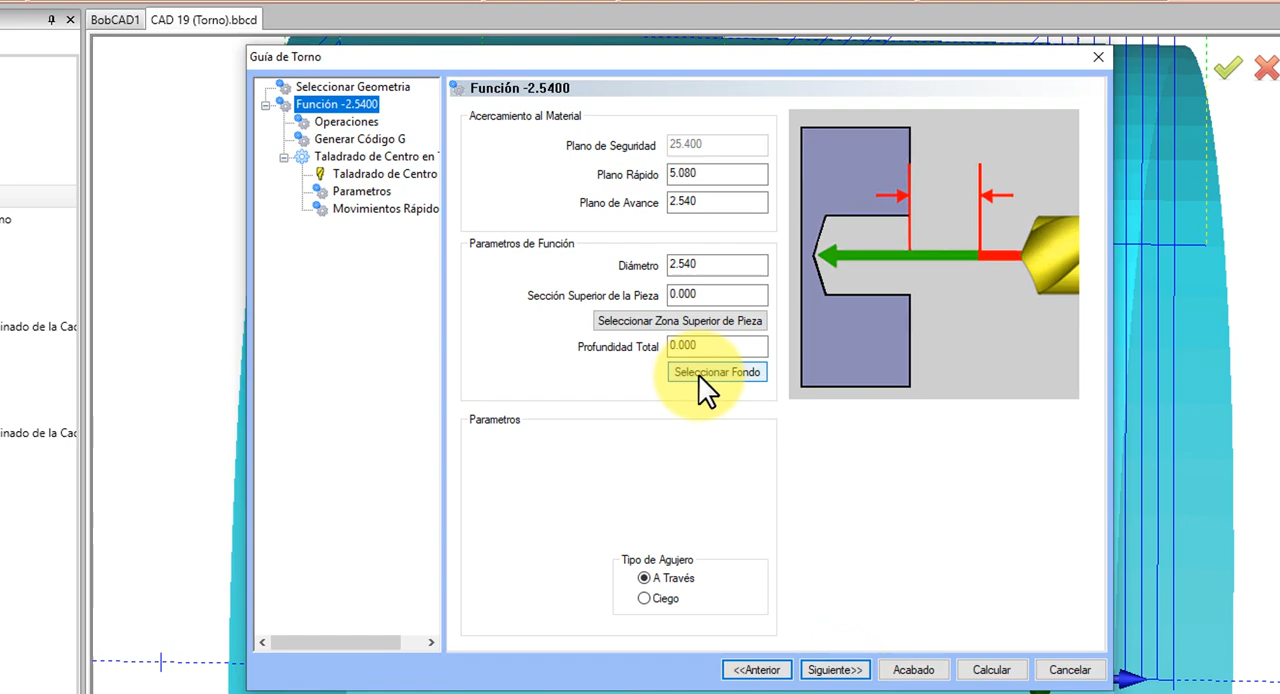 BobCAD1
CAD 19 (Torno).bbcd
Guía de Torno
Seleccionar Geometria
Función -2.5400
Operaciones
Generar Código G
Taladrado de Centro en
Taladrado de Centro
Parametros
Movimientos Rápido
Función -2.5400
Acercamiento al Material
Plano de Seguridad 25.400
Plano Rápido 5.080
Plano de Avance 2.540
Parametros de Función
Diámetro 2.540
Sección Superior de la Pieza 0.000
Seleccionar Zona Superior de Pieza
Profundidad Total 0.000
Seleccionar Fondo
Parametros
Tipo de Agujero
A Través
Ciego
<<Anterior
Siguiente>>
Acabado
Calcular
Cancelar
no
inado de la Cac
inado de la Cac